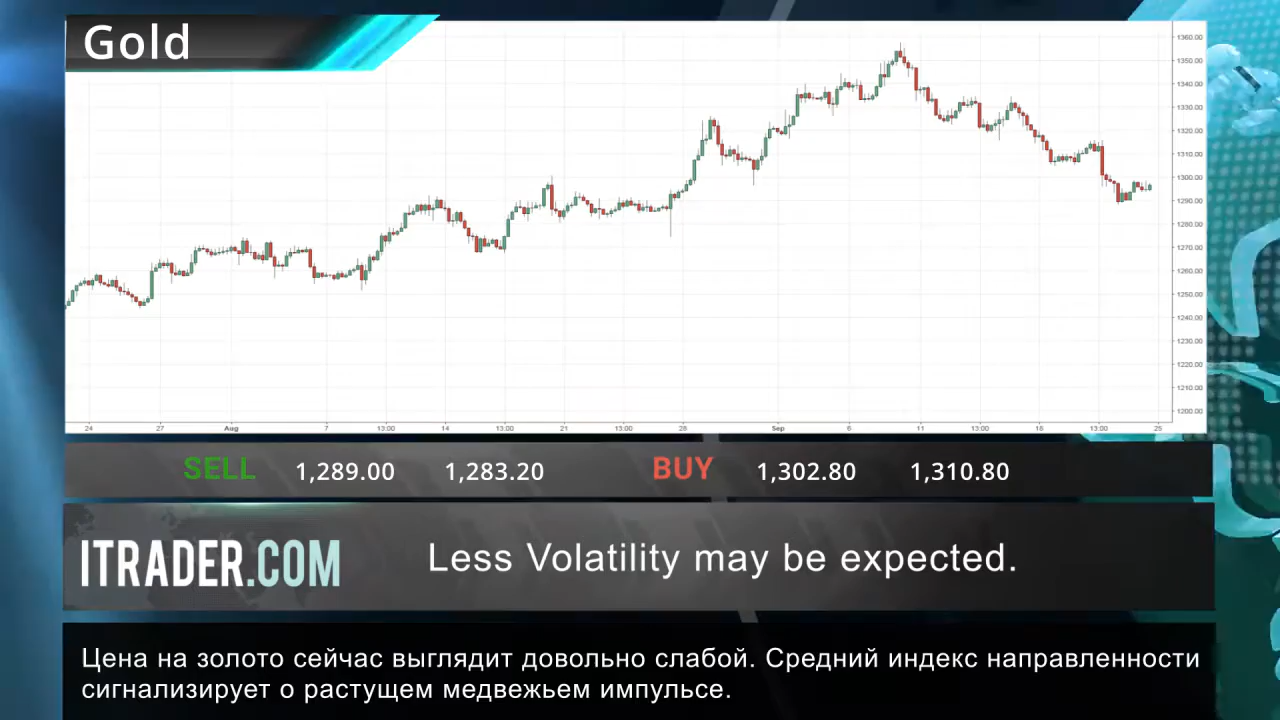 Gold
1360.00
1350.00
1340.00
1330.00
1320.00
1310.00
1300.00
1290.00
1280.00
1270.00
1260.00
1250.00
1240.00
1230.00
1220.00
1210.00
1200.00
24 27 Aug 7 13:00 14 13:00 21 15:00 28 Sep 6 11 13:00 18 13:00 25
SELL 1,289.00 1,283.20 BUY 1,302.80 1,310.80
ITRADER.COM Less Volatility may be expected.
Цена на золото сейчас выглядит довольно слабой. Средний индекс направленности
сигнализирует о растущем медвежьем импульсе.